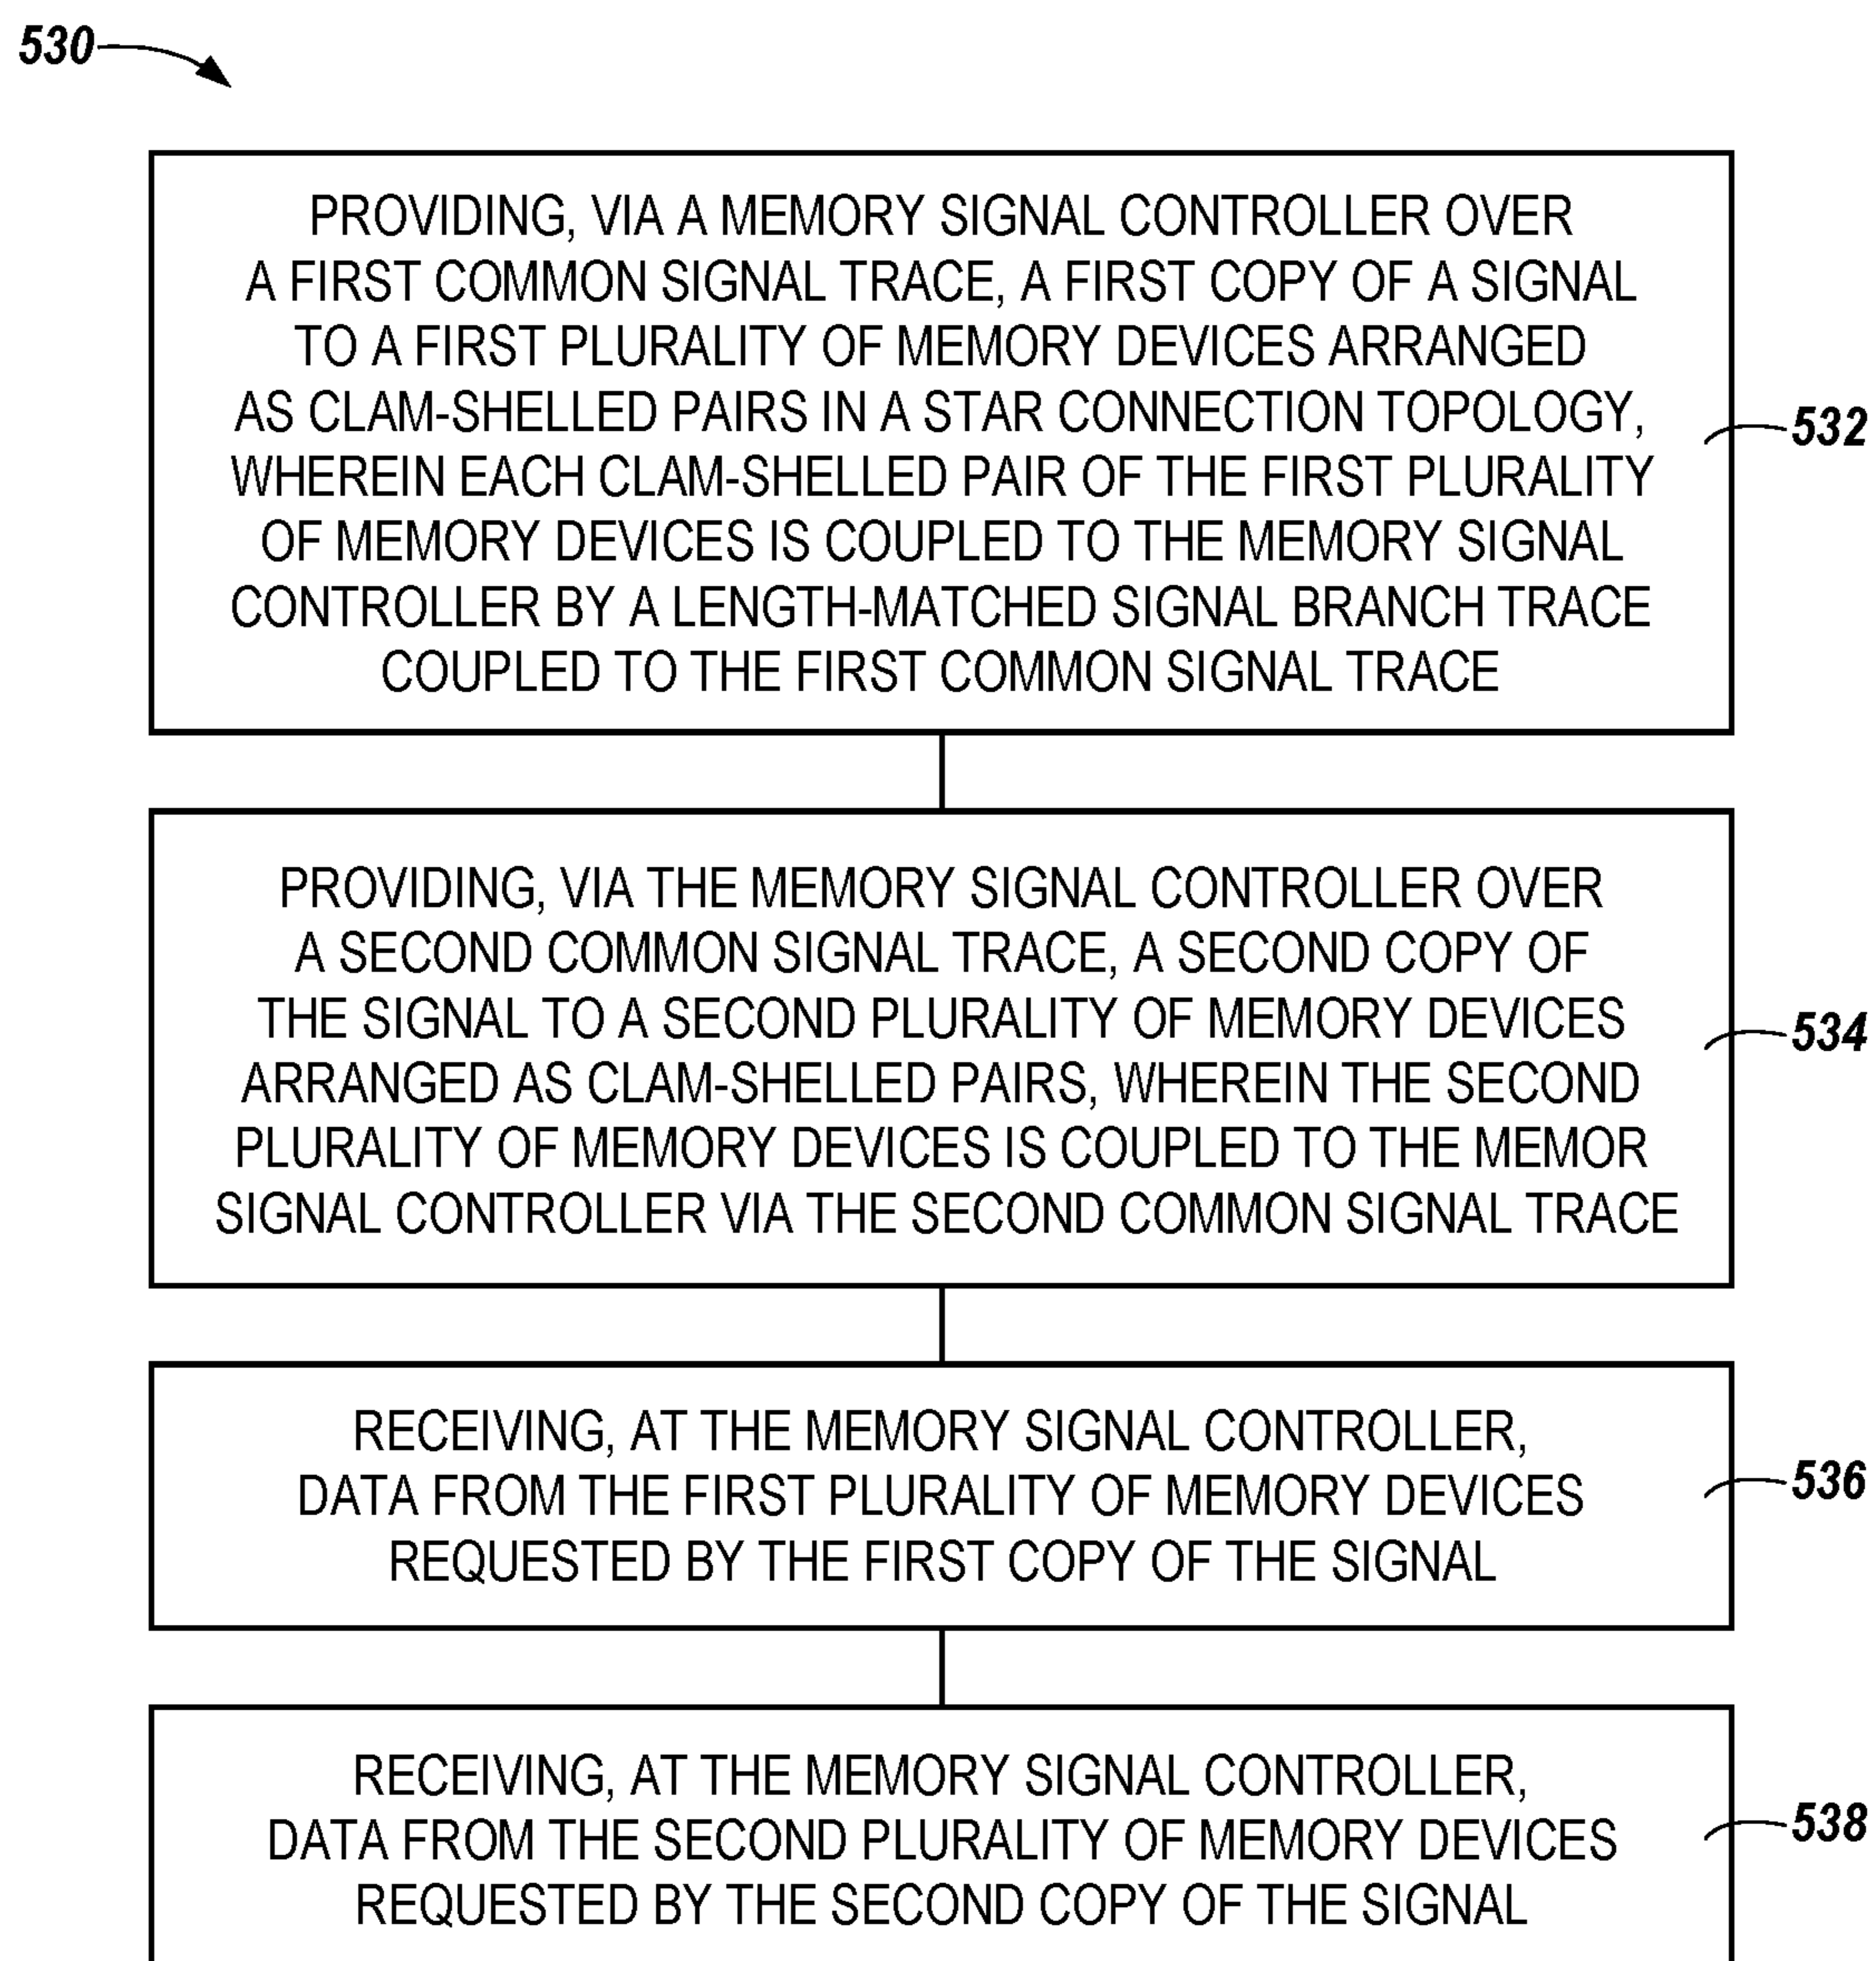 530
PROVIDING, VIA A MEMORY SIGNAL CONTROLLER OVER
A FIRST COMMON SIGNAL TRACE, A FIRST COPY OF A SIGNAL
TO A FIRST PLURALITY OF MEMORY DEVICES ARRANGED
AS CLAM-SHELLED PAIRS IN A STAR CONNECTION TOPOLOGY,
WHEREIN EACH CLAM-SHELLED PAIR OF THE FIRST PLURALITY
OF MEMORY DEVICES IS COUPLED TO THE MEMORY SIGNAL
CONTROLLER BY A LENGTH-MATCHED SIGNAL BRANCH TRACE
COUPLED TO THE FIRST COMMON SIGNAL TRACE
532
PROVIDING, VIA THE MEMORY SIGNAL CONTROLLER OVER
A SECOND COMMON SIGNAL TRACE, A SECOND COPY OF
THE SIGNAL TO A SECOND PLURALITY OF MEMORY DEVICES
ARRANGED AS CLAM-SHELLED PAIRS, WHEREIN THE SECOND
PLURALITY OF MEMORY DEVICES IS COUPLED TO THE MEMOR
SIGNAL CONTROLLER VIA THE SECOND COMMON SIGNAL TRACE
534
RECEIVING, AT THE MEMORY SIGNAL CONTROLLER,
DATA FROM THE FIRST PLURALITY OF MEMORY DEVICES
REQUESTED BY THE FIRST COPY OF THE SIGNAL
536
RECEIVING, AT THE MEMORY SIGNAL CONTROLLER,
DATA FROM THE SECOND PLURALITY OF MEMORY DEVICES
REQUESTED BY THE SECOND COPY OF THE SIGNAL
538